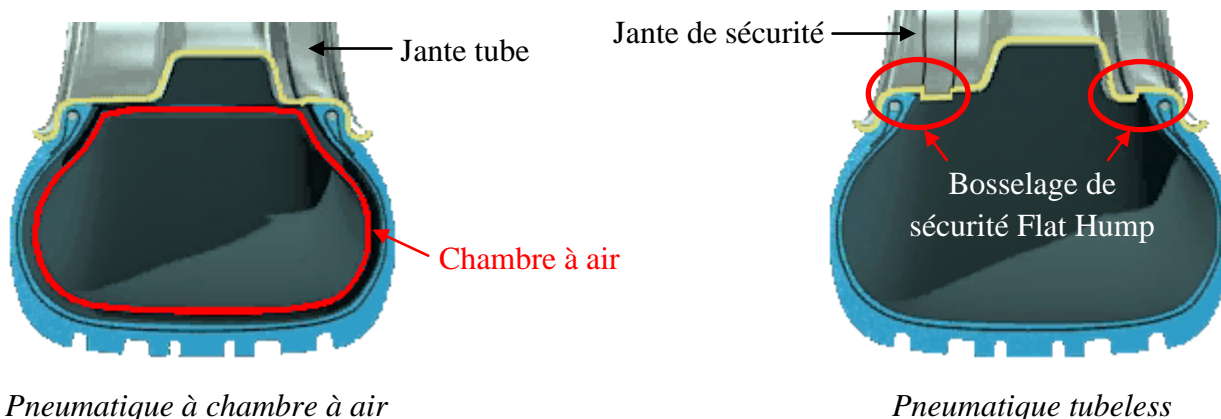 Jante tube
Chambre à air
Pneumatique à chambre à air
Jante de sécurité
Bosselage de
sécurité Flat Hump
Pneumatique tubeless